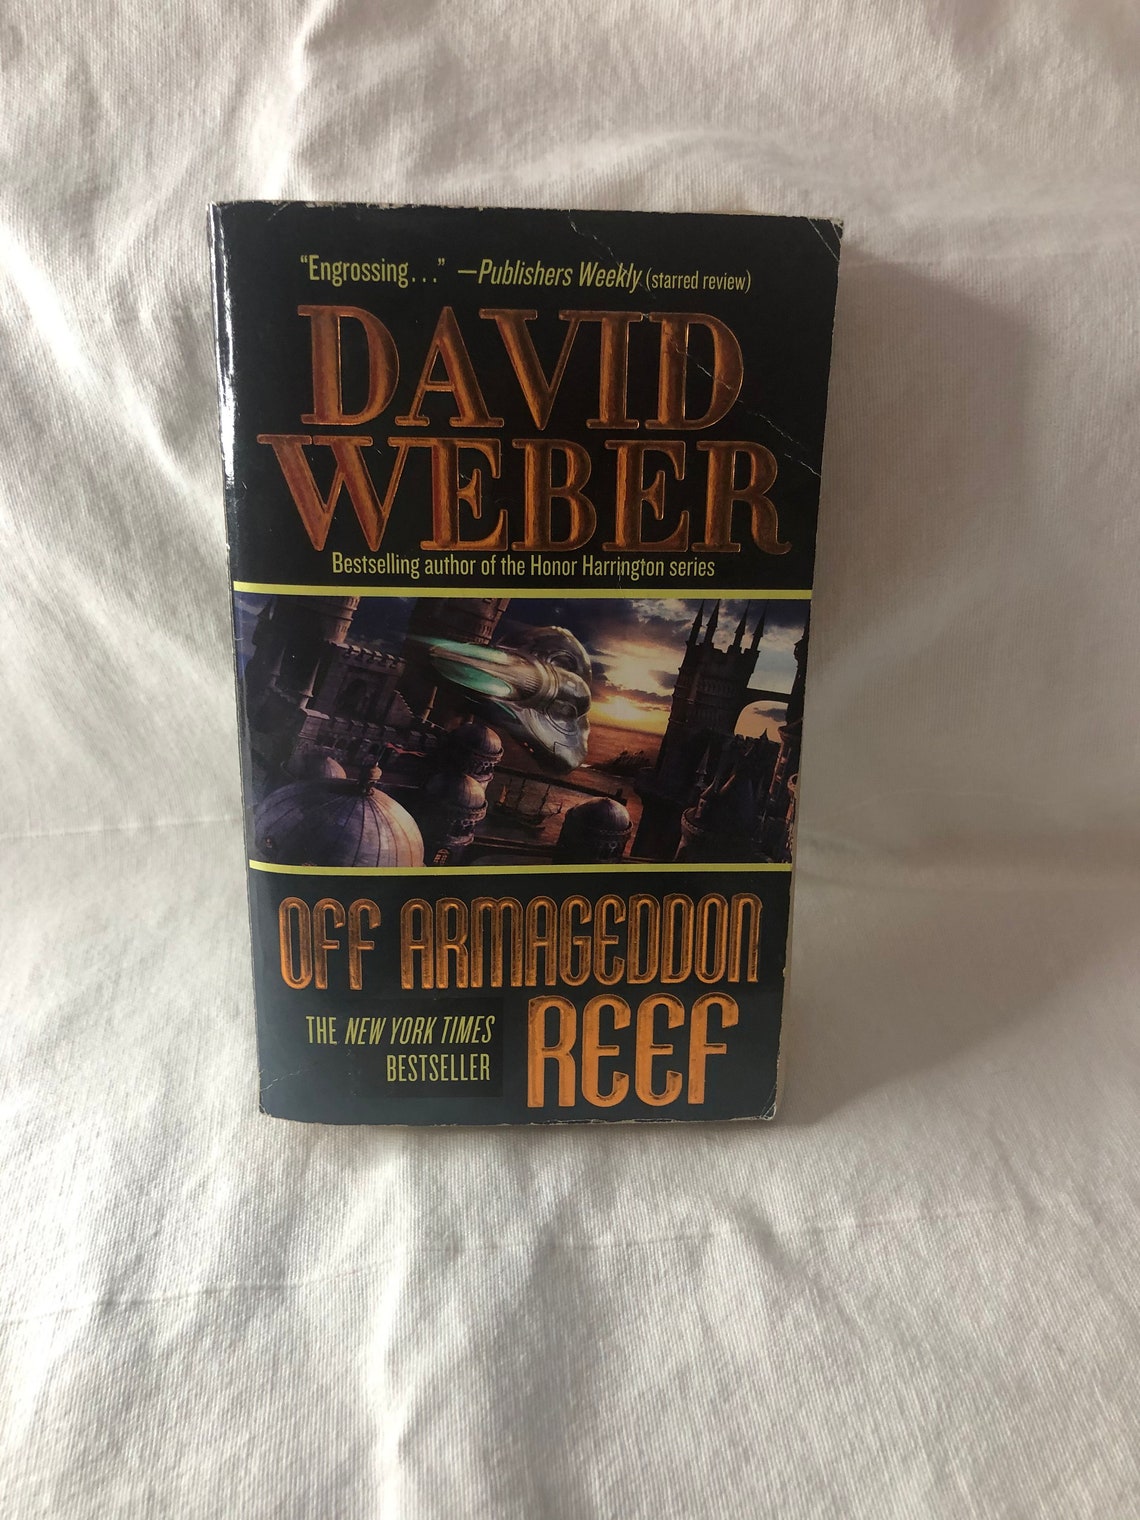 “Engrossing...” —Publishers Weekly (starred review)
DAVID
WEBER
Bestselling author of the Honor Harrington series
OFF ARMAGEDDON
REEF
THE NEW YORK TIMES
BESTSELLER